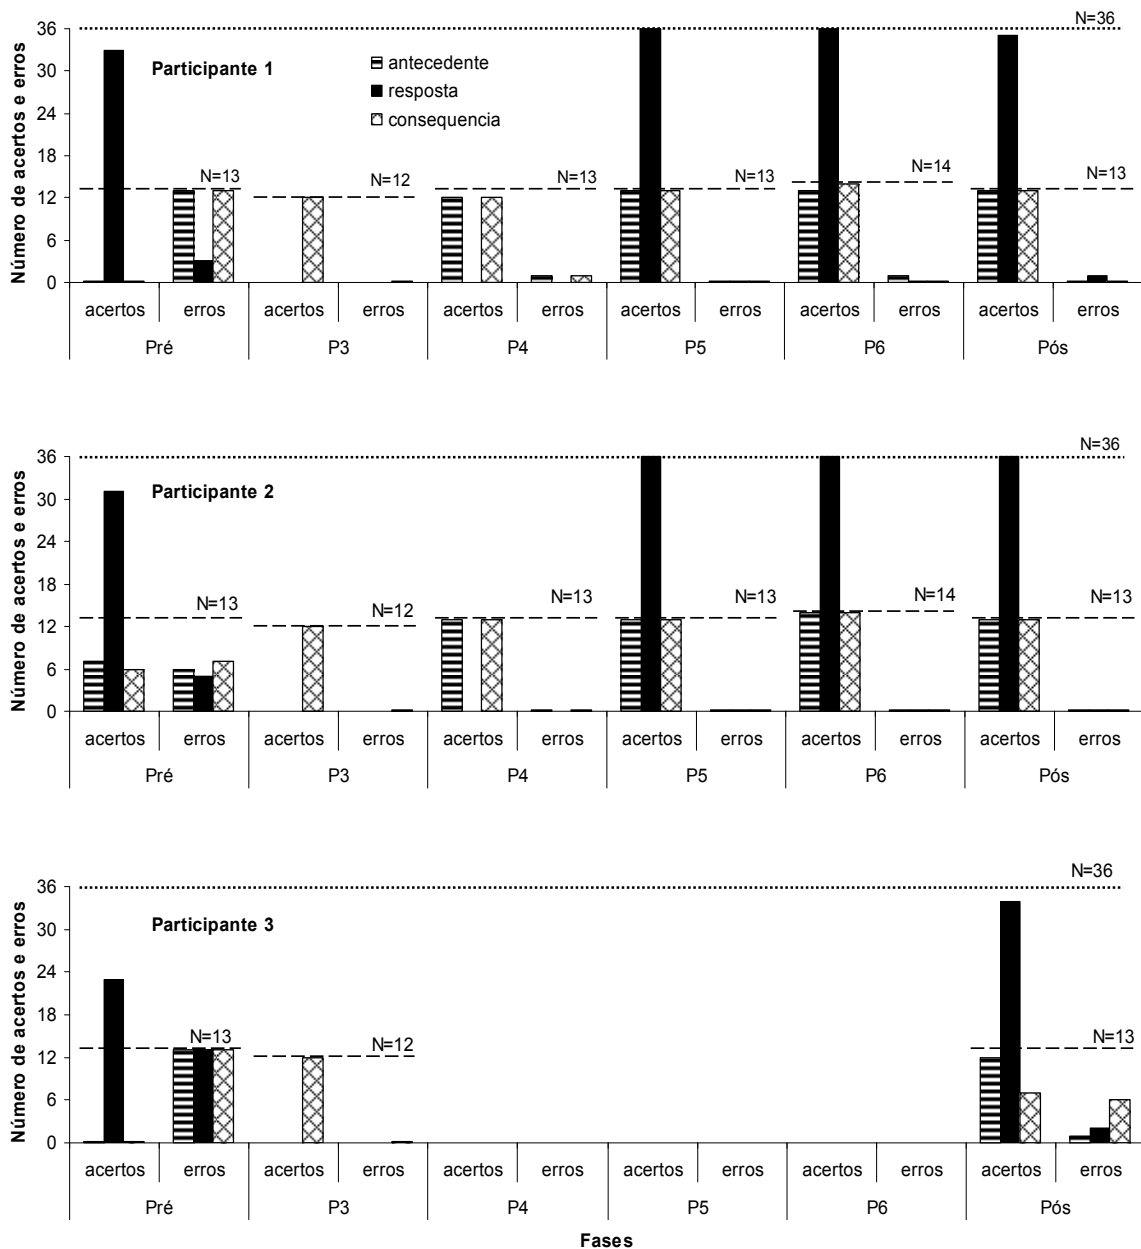 N=36
36
30
24
18
12
6
0
Número de acertos e erros
Participante 1
antecedente
resposta
consequencia
N=13
N=12
N=13
N=13
N=14
N=13
acertos erros acertos erros acertos erros acertos erros acertos erros acertos erros
Pré P3 P4 P5 P6 Pós
N=36
36
30
24
18
12
6
0
Número de acertos e erros
Participante 2
N=13
N=12
N=13
N=13
N=14
N=13
acertos erros acertos erros acertos erros acertos erros acertos erros acertos erros
Pré P3 P4 P5 P6 Pós
N=36
36
30
24
18
12
6
0
Número de acertos e erros
Participante 3
N=13
N=12
N=13
acertos erros acertos erros acertos erros acertos erros acertos erros acertos erros
Pré P3 P4 P5 P6 Pós
Fases